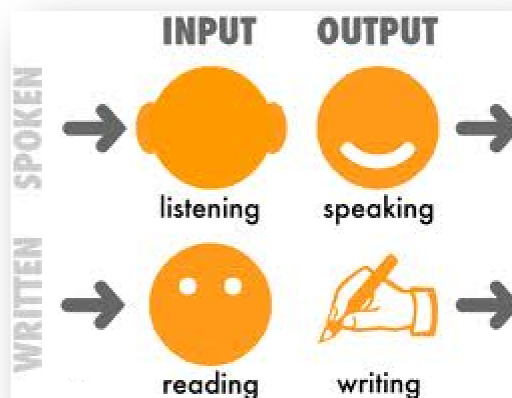 INPUT OUTPUT
SPOKEN
listening speaking
WRITTEN
reading writing